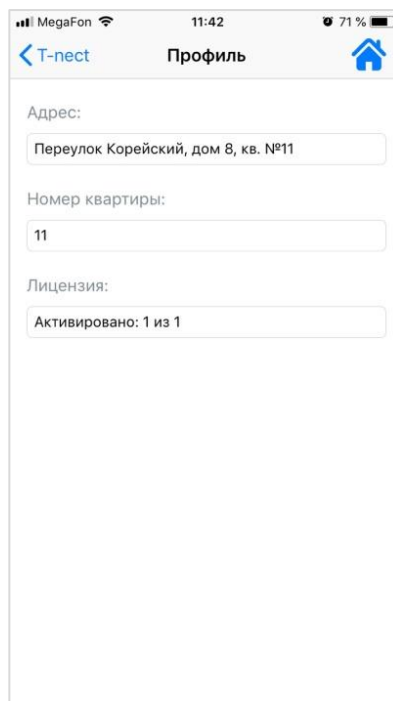 MegaFon 11:42 71 %
T-nect Профиль
Адрес:
Переулок Корейский, дом 8, кв. №11
Номер квартиры:
11
Лицензия:
Активировано: 1 из 1